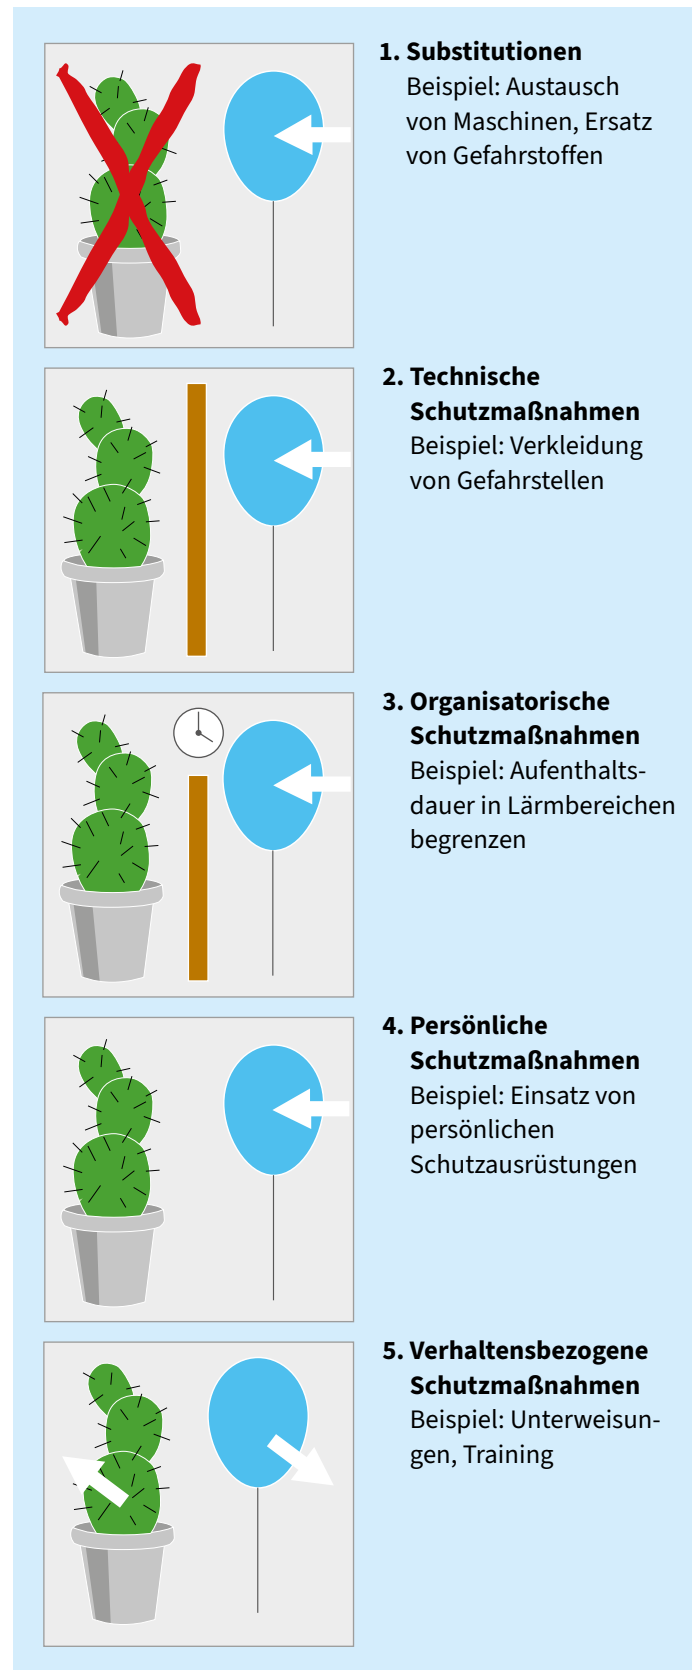 1. Substitutionen
Beispiel: Austausch
von Maschinen, Ersatz
von Gefahrstoffen
2. Technische
Schutzmaßnahmen
Beispiel: Verkleidung
von Gefahrstellen
3. Organisatorische
Schutzmaßnahmen
Beispiel: Aufenthalts-
dauer in Lärmbereichen
begrenzen
4. Persönliche
Schutzmaßnahmen
Beispiel: Einsatz von
persönlichen
Schutzausrüstungen
5. Verhaltensbezogene
Schutzmaßnahmen
Beispiel: Unterweisun-
gen, Training